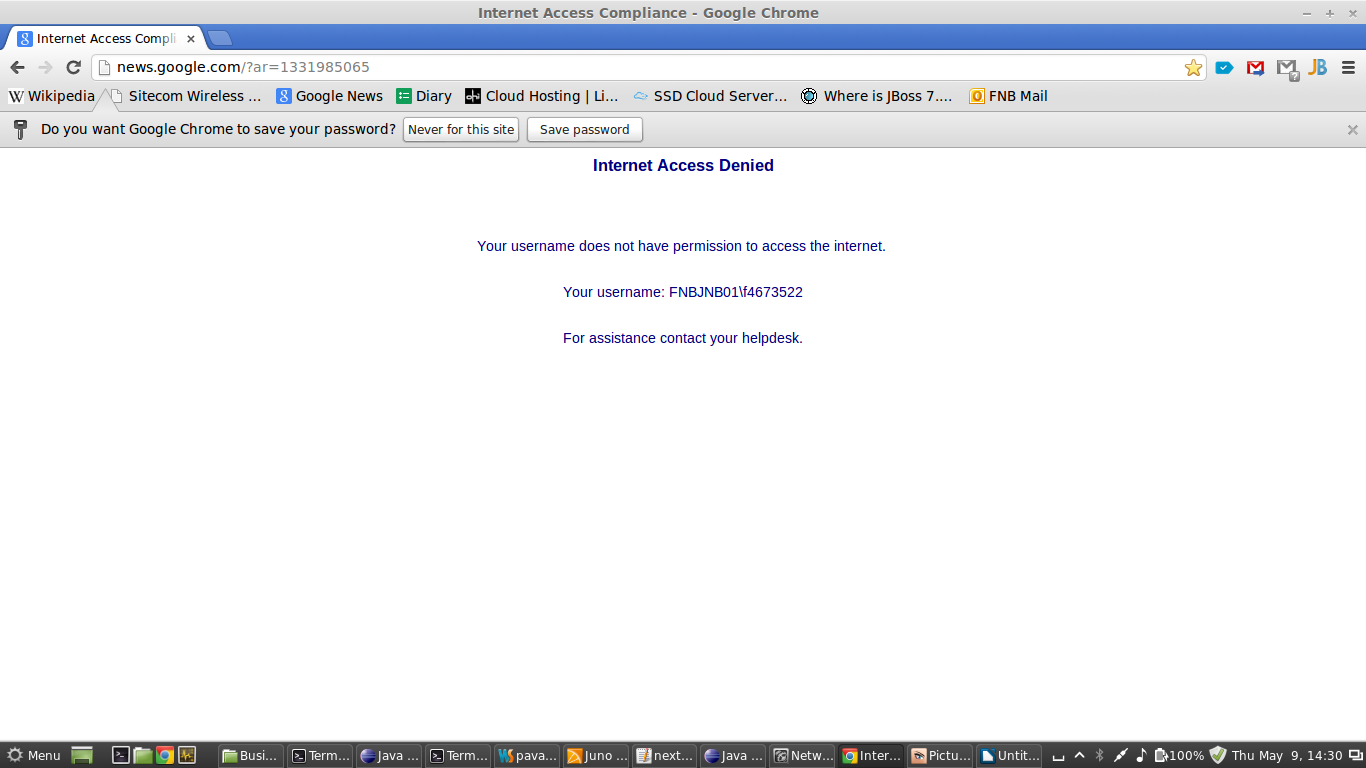 Internet Access Compliance - Google Chrome
Internet Access Compli
news.google.com/?ar=1331985065
Wikipedia Sitecom Wireless ... Google News Diary Cloud Hosting | Li... SSD Cloud Server... Where is JBoss 7.... FNB Mail
Do you want Google Chrome to save your password? Never for this site Save password
Internet Access Denied
Your username does not have permission to access the internet.
Your username: FNBJNB01\f4673522
For assistance contact your helpdesk.
Menu Busi... Term... Java ... Term... pava... Juno ... next... Java ... Netw... Inter... Pictu... Untit... 100% Thu May 9, 14:30